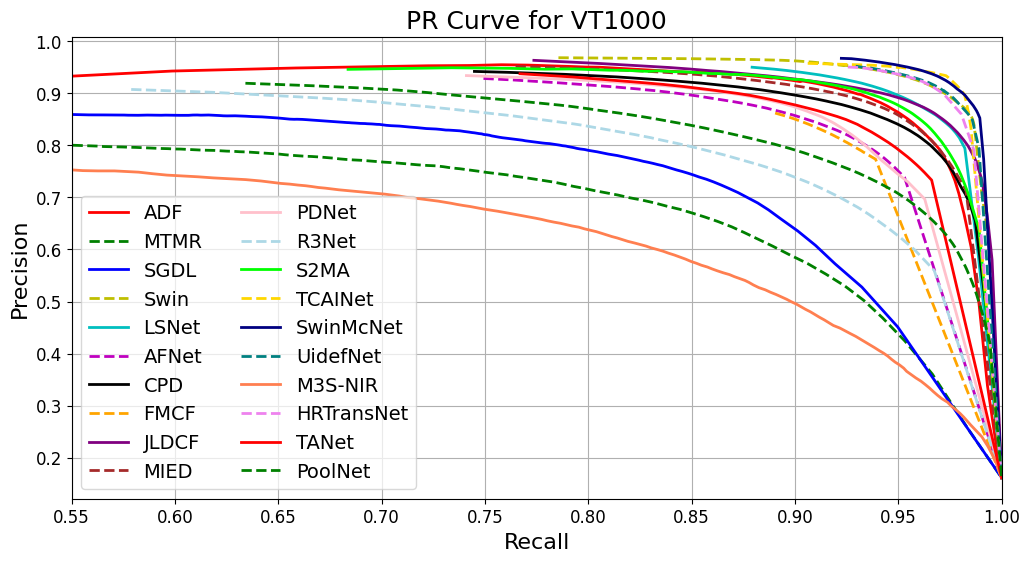 PR Curve for VT1000
Precision
1.0
0.9
0.8
0.7
0.6
0.5
0.4
0.3
0.2
ADF
MTMR
SGDL
Swin
LSNet
AFNet
CPD
FMCF
JLDCF
MIED
PDNet
R3Net
S2MA
TCAINet
SwinMcNet
UidefNet
M3S-NIR
HRTransNet
TANet
PoolNet
0.55 0.60 0.65 0.70 0.75 0.80 0.85 0.90 0.95 1.00
Recall